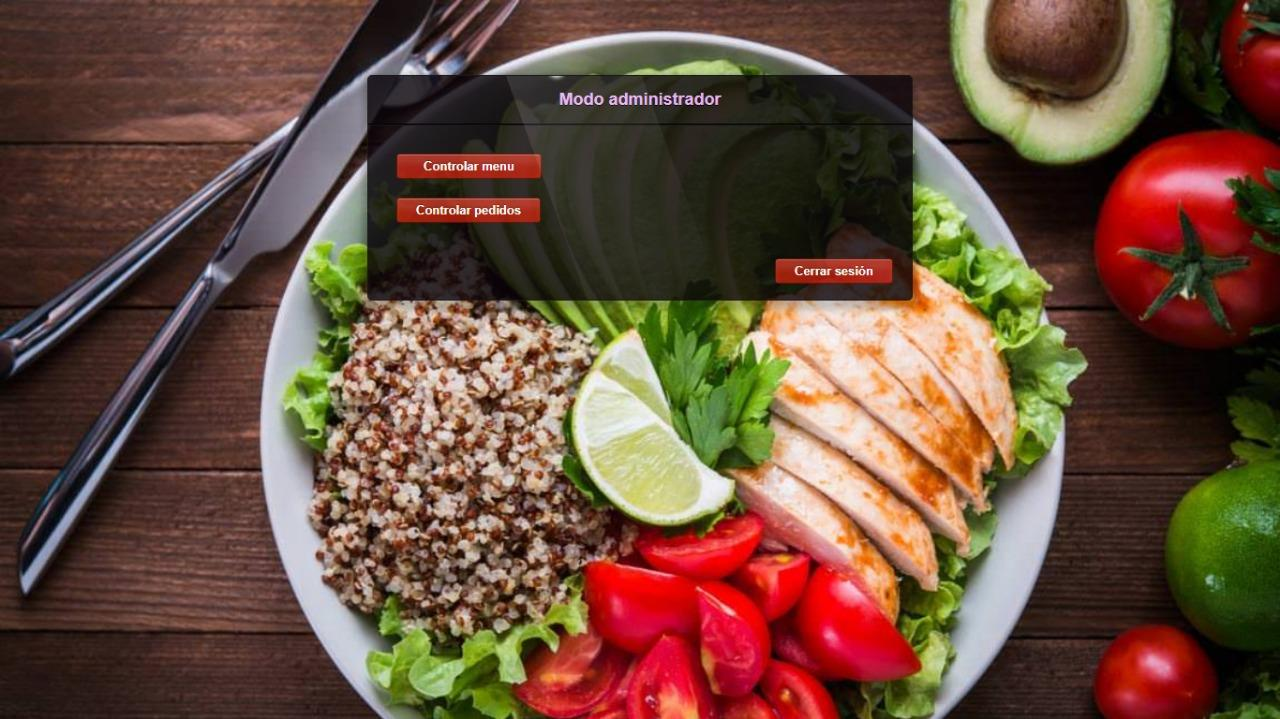 Modo administrador
Controlar menu
Controlar pedidos
Cerrar sesión